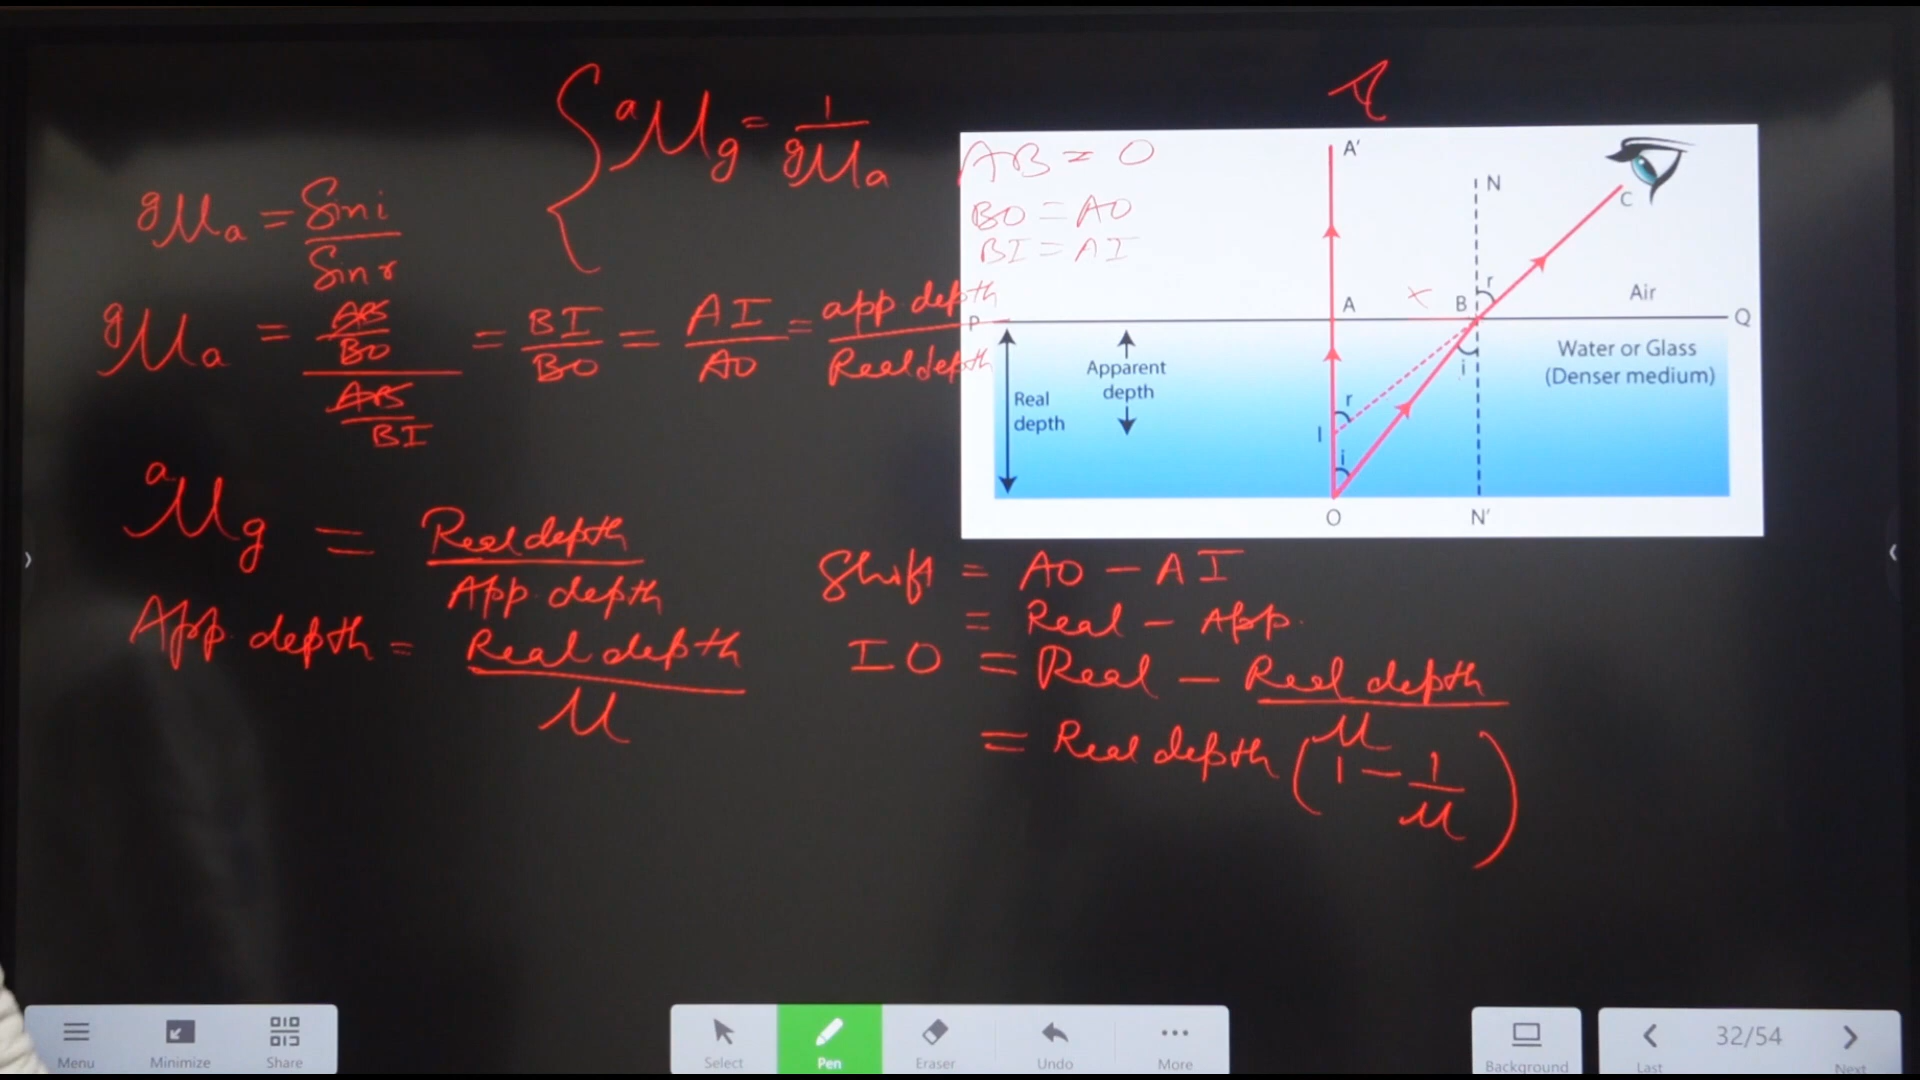 ᵃμg = 1/ᵍμₐ
ᵍμₐ = Sin i / Sin r
AB = 0
BO = AO
BI = AI
ᵍμₐ = (AB/BO) / (AB/BI) = BI/BO = AI/AO = app. depth / Real depth
ᵃμg = Real depth / App. depth
App. depth = Real depth / μ
Shift = AO - AI
= Real - App.
IO = Real - Real depth / μ
= Real depth (1 - 1/μ)
A'
N
C
r
A
x
B
Air
P
Q
Real depth
Apparent depth
Water or Glass
(Denser medium)
i
r
I
i
O
N'
Menu
Minimize
Share
Select
Pen
Eraser
Undo
More
Background
Last
32/54
Next